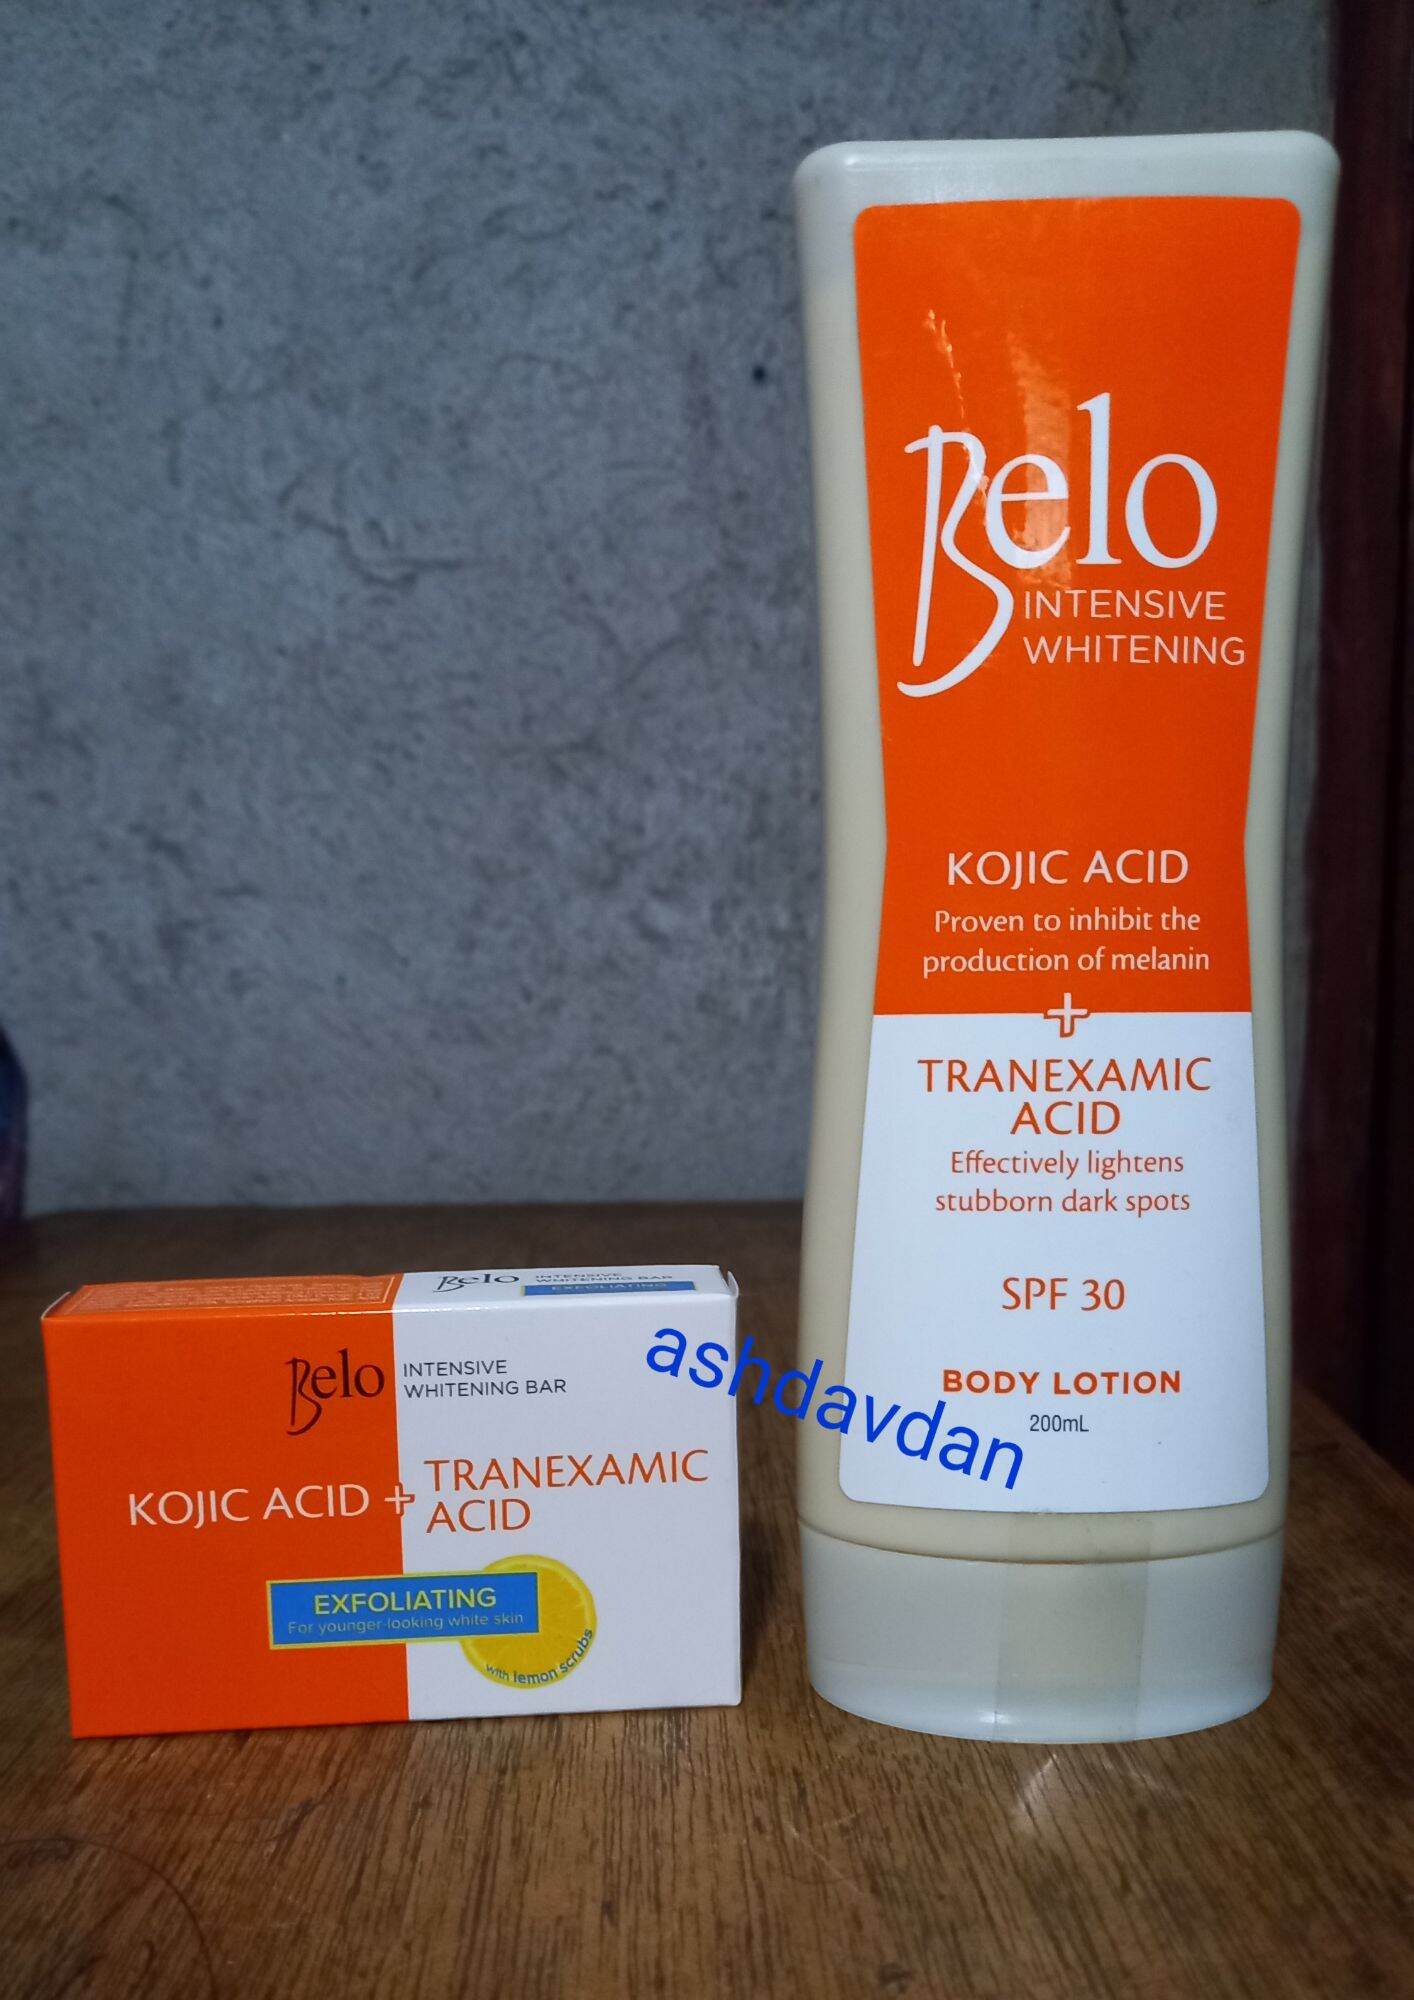 Belo
INTENSIVE
WHITENING
KOJIC ACID
Proven to inhibit the
production of melanin
+
TRANEXAMIC
ACID
Effectively lightens
stubborn dark spots
SPF 30
BODY LOTION
200mL
Belo INTENSIVE
WHITENING BAR
EXFOLIATING
Belo INTENSIVE
WHITENING BAR
KOJIC ACID + TRANEXAMIC
ACID
EXFOLIATING
For younger-looking white skin
with lemon scrubs
ashdavdan